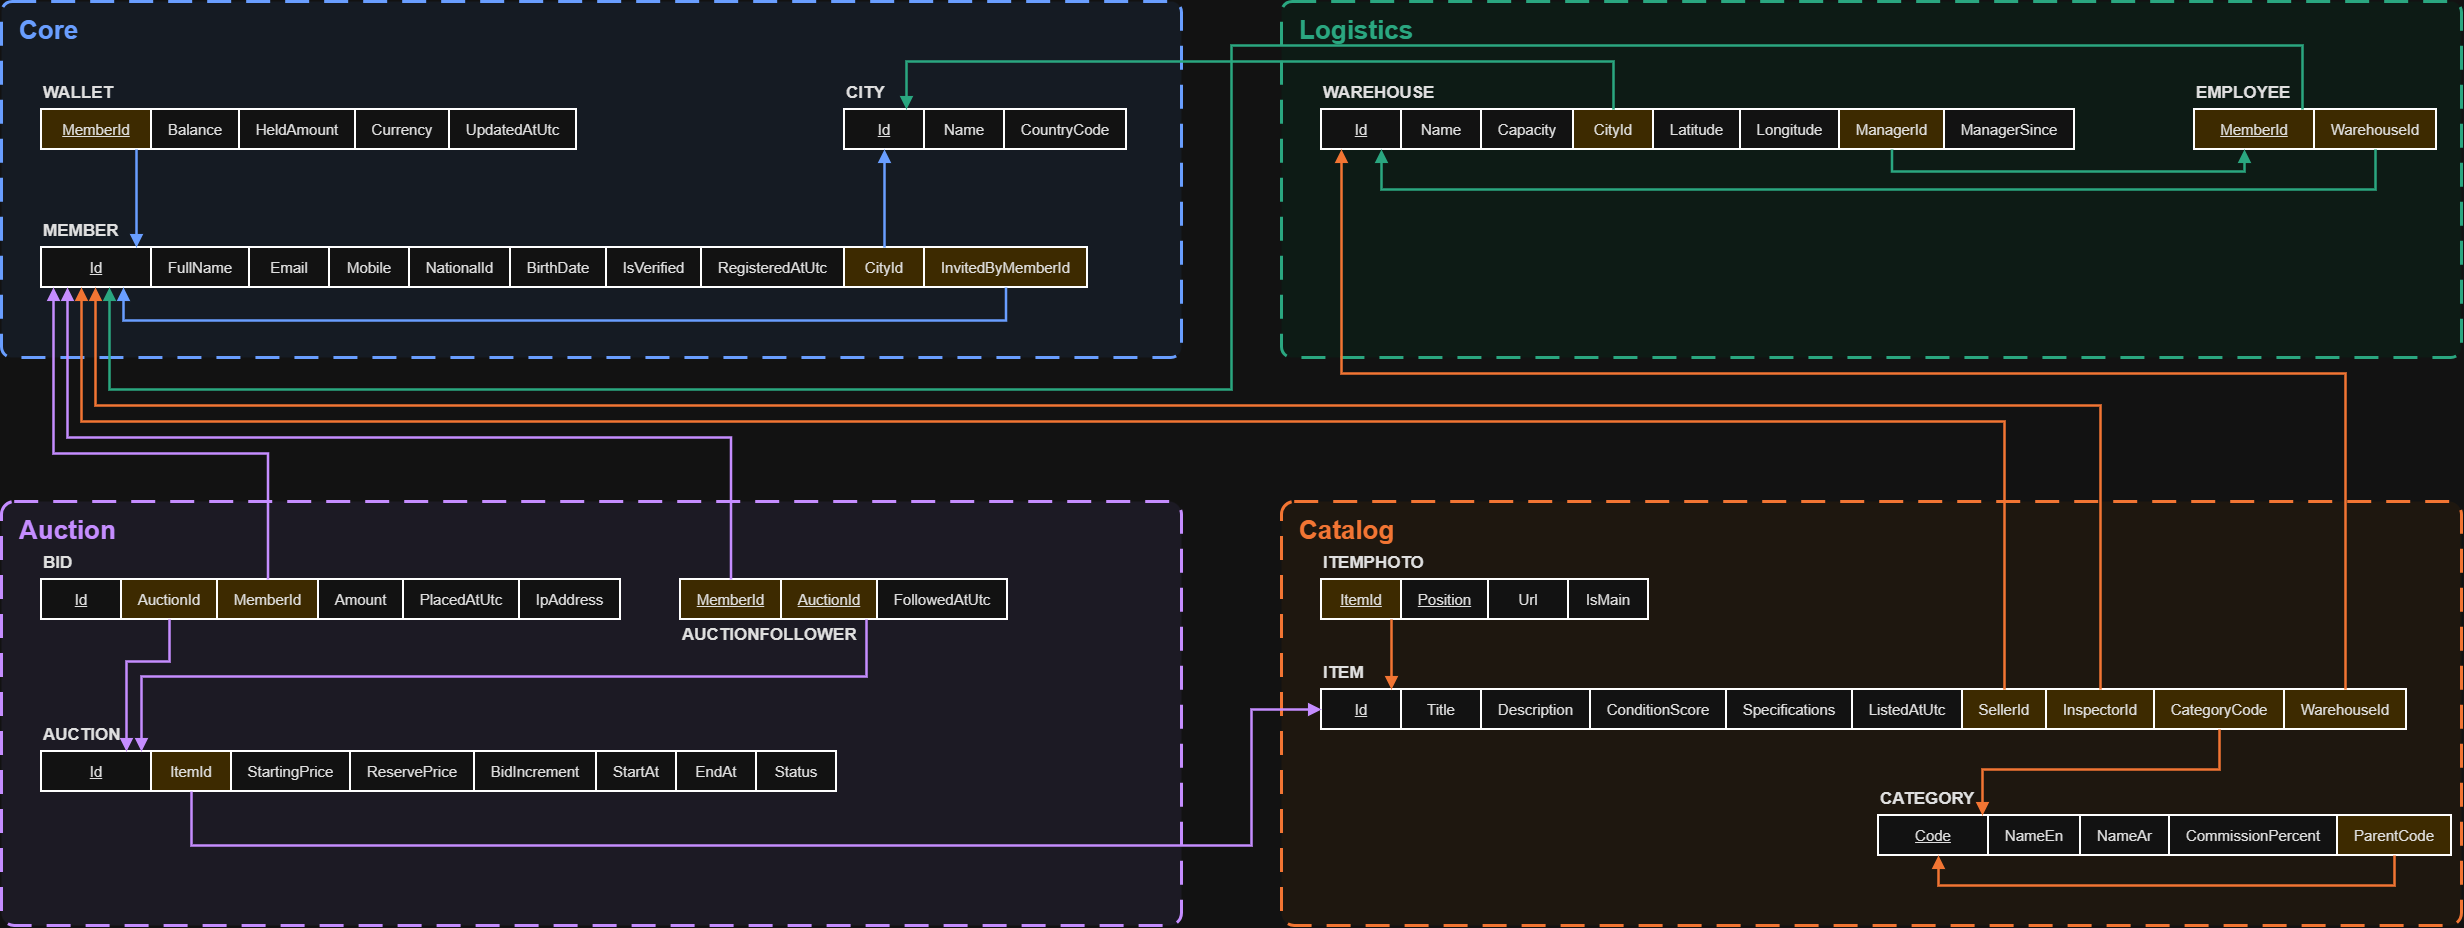 Core
WALLET
MemberId Balance HeldAmount Currency UpdatedAtUtc
CITY
Id Name CountryCode
MEMBER
Id FullName Email Mobile NationalId BirthDate IsVerified RegisteredAtUtc CityId InvitedByMemberId
Logistics
WAREHOUSE
Id Name Capacity CityId Latitude Longitude ManagerId ManagerSince
EMPLOYEE
MemberId WarehouseId
Auction
BID
Id AuctionId MemberId Amount PlacedAtUtc IpAddress
MemberId AuctionId FollowedAtUtc
AUCTIONFOLLOWER
AUCTION
Id ItemId StartingPrice ReservePrice BidIncrement StartAt EndAt Status
Catalog
ITEMPHOTO
ItemId Position Url IsMain
ITEM
Id Title Description ConditionScore Specifications ListedAtUtc SellerId InspectorId CategoryCode WarehouseId
CATEGORY
Code NameEn NameAr CommissionPercent ParentCode